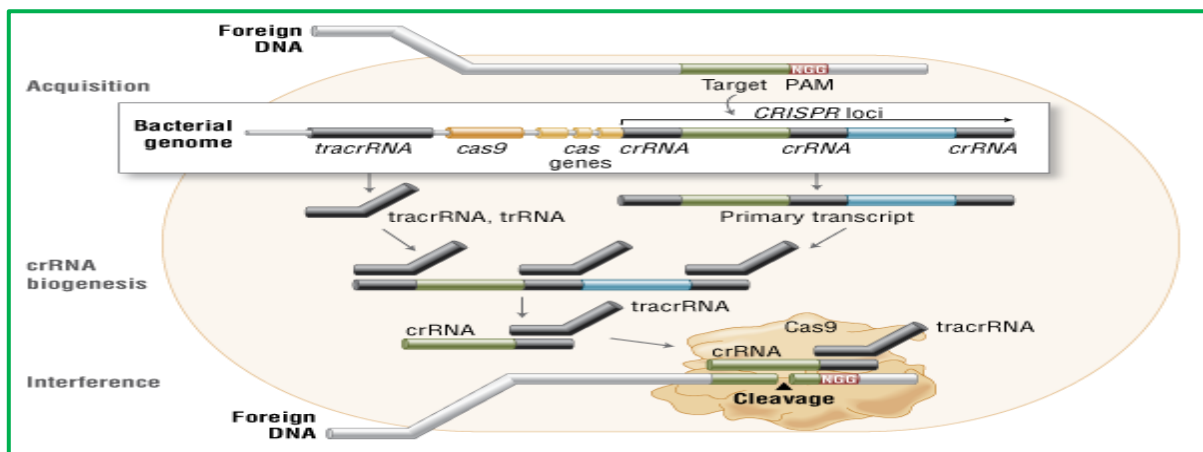 Foreign
DNA
Acquisition
Target
PAM
NGG
CRISPR loci
Bacterial
genome
tracrRNA
cas9
cas
genes
crRNA
crRNA
crRNA
tracrRNA, trRNA
Primary transcript
crRNA
biogenesis
tracrRNA
crRNA
Cas9
tracrRNA
crRNA
Interference
NGG
Cleavage
Foreign
DNA